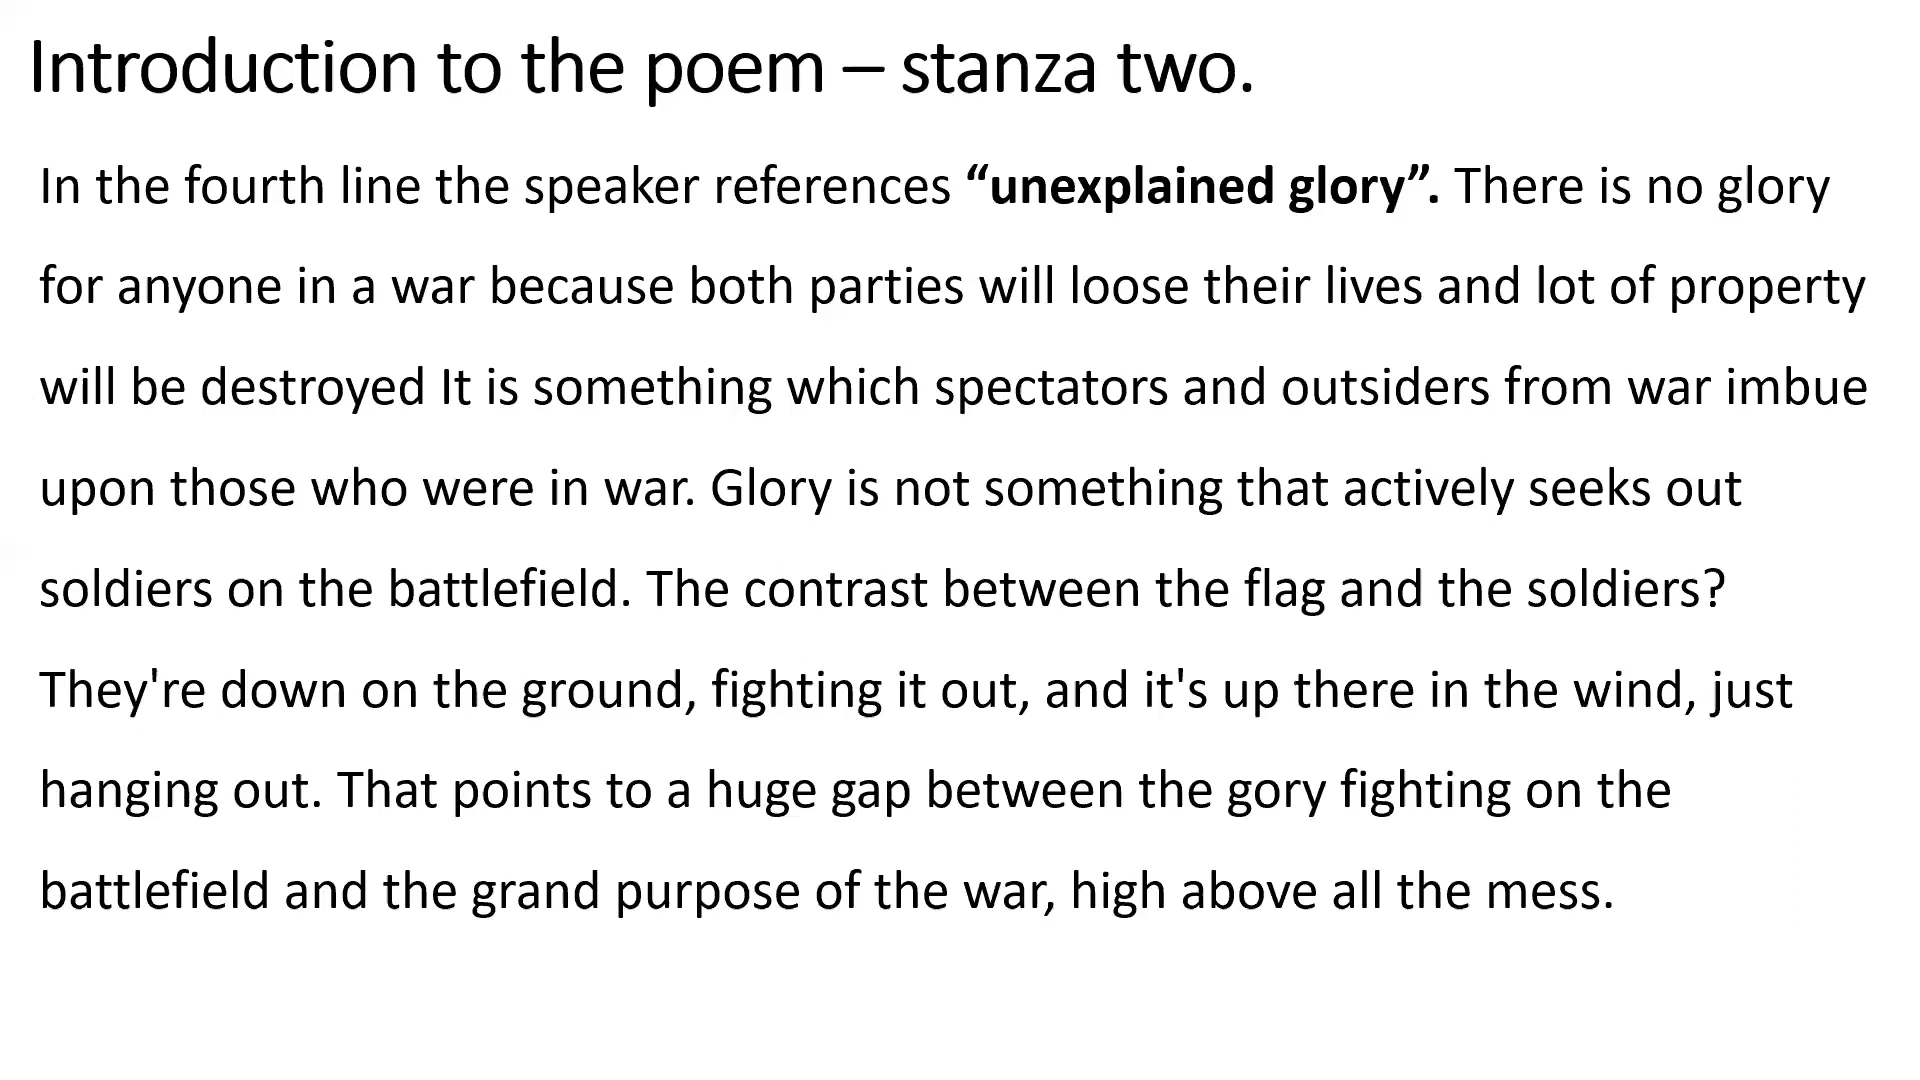 Introduction to the poem – stanza two.
In the fourth line the speaker references “unexplained glory”. There is no glory
for anyone in a war because both parties will loose their lives and lot of property
will be destroyed It is something which spectators and outsiders from war imbue
upon those who were in war. Glory is not something that actively seeks out
soldiers on the battlefield. The contrast between the flag and the soldiers?
They're down on the ground, fighting it out, and it's up there in the wind, just
hanging out. That points to a huge gap between the gory fighting on the
battlefield and the grand purpose of the war, high above all the mess.